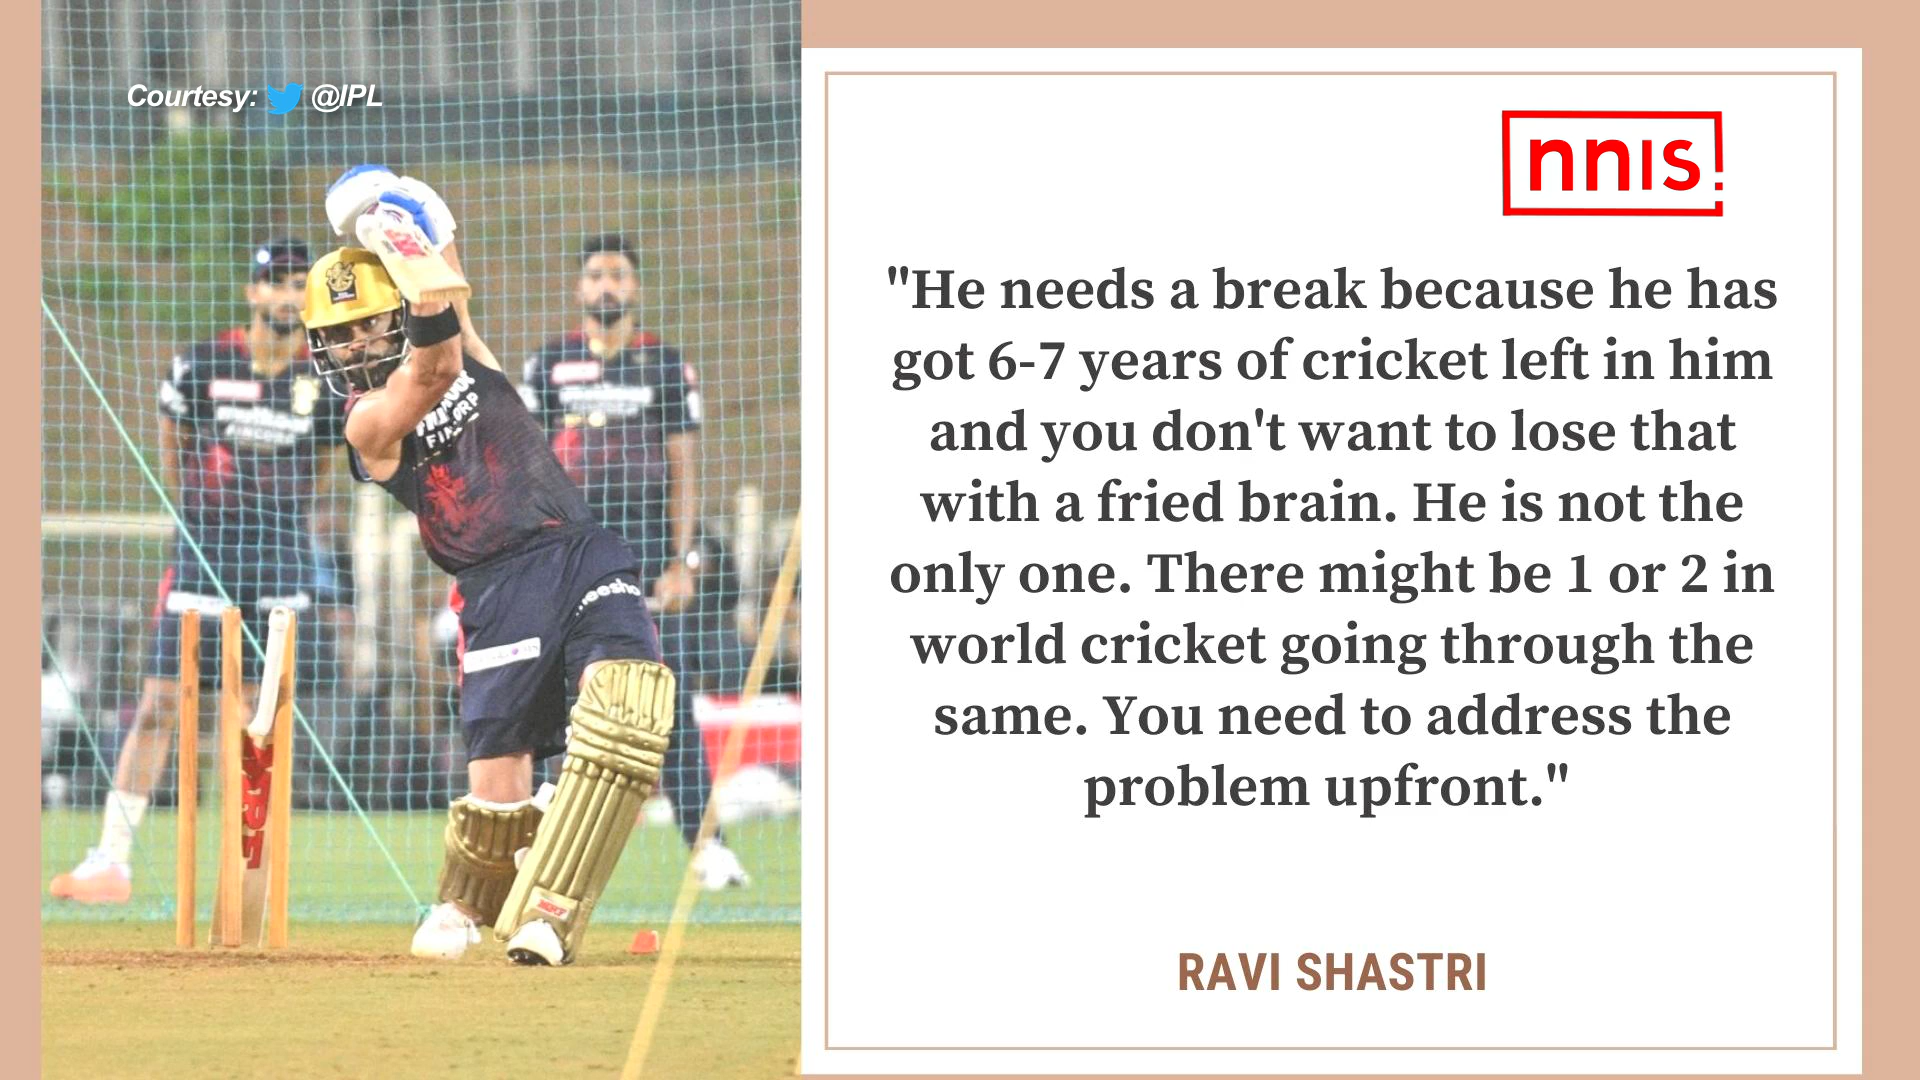 Courtesy: @IPL
nnis
"He needs a break because he has
got 6-7 years of cricket left in him
and you don't want to lose that
with a fried brain. He is not the
only one. There might be 1 or 2 in
world cricket going through the
same. You need to address the
problem upfront."
RAVI SHASTRI